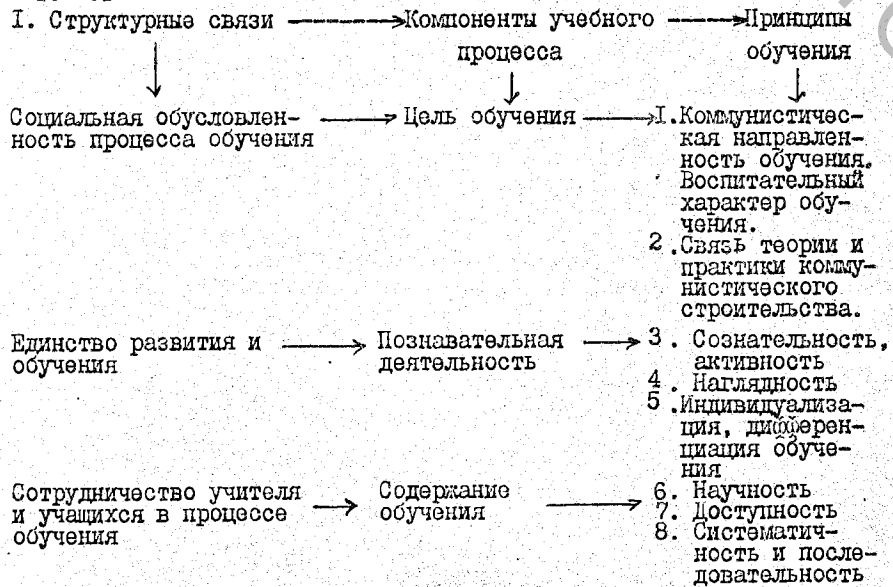 I. Структурные связи ------→Компоненты учебного -----→Принципы
процесса обучения
Социальная обусловлен- → Цель обучения → I.Коммунистичес-
ность процесса обучения кая направлен-
ность обучения.
Воспитательный
характер обу-
чения.
2.Связь теории и
практики комму-
нистического
строительства.
Единство развития и → Познавательная → 3. Сознательность,
обучения деятельность активность
4. Наглядность
5.Индивидуализа-
ция, дифферен-
циация обуче-
ния
Сотрудничество учителя → Содержание → 6. Научность
и учащихся в процессе обучения 7. Доступность
обучения 8. Систематич-
ность и после-
довательность